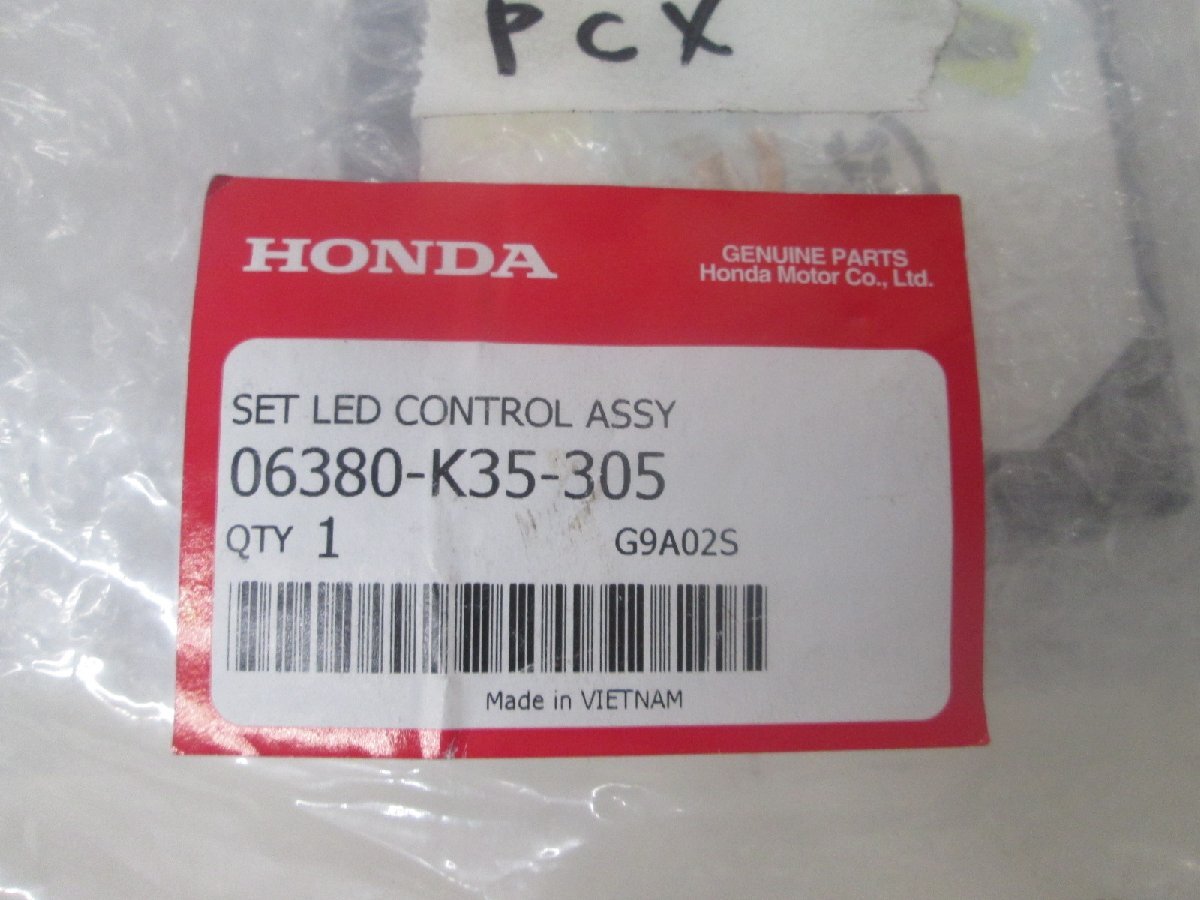 PCX
HONDA
GENUINE PARTS
Honda Motor Co., Ltd.
SET LED CONTROL ASSY
06380-K35-305
QTY 1 G9A02S
Made in VIETNAM